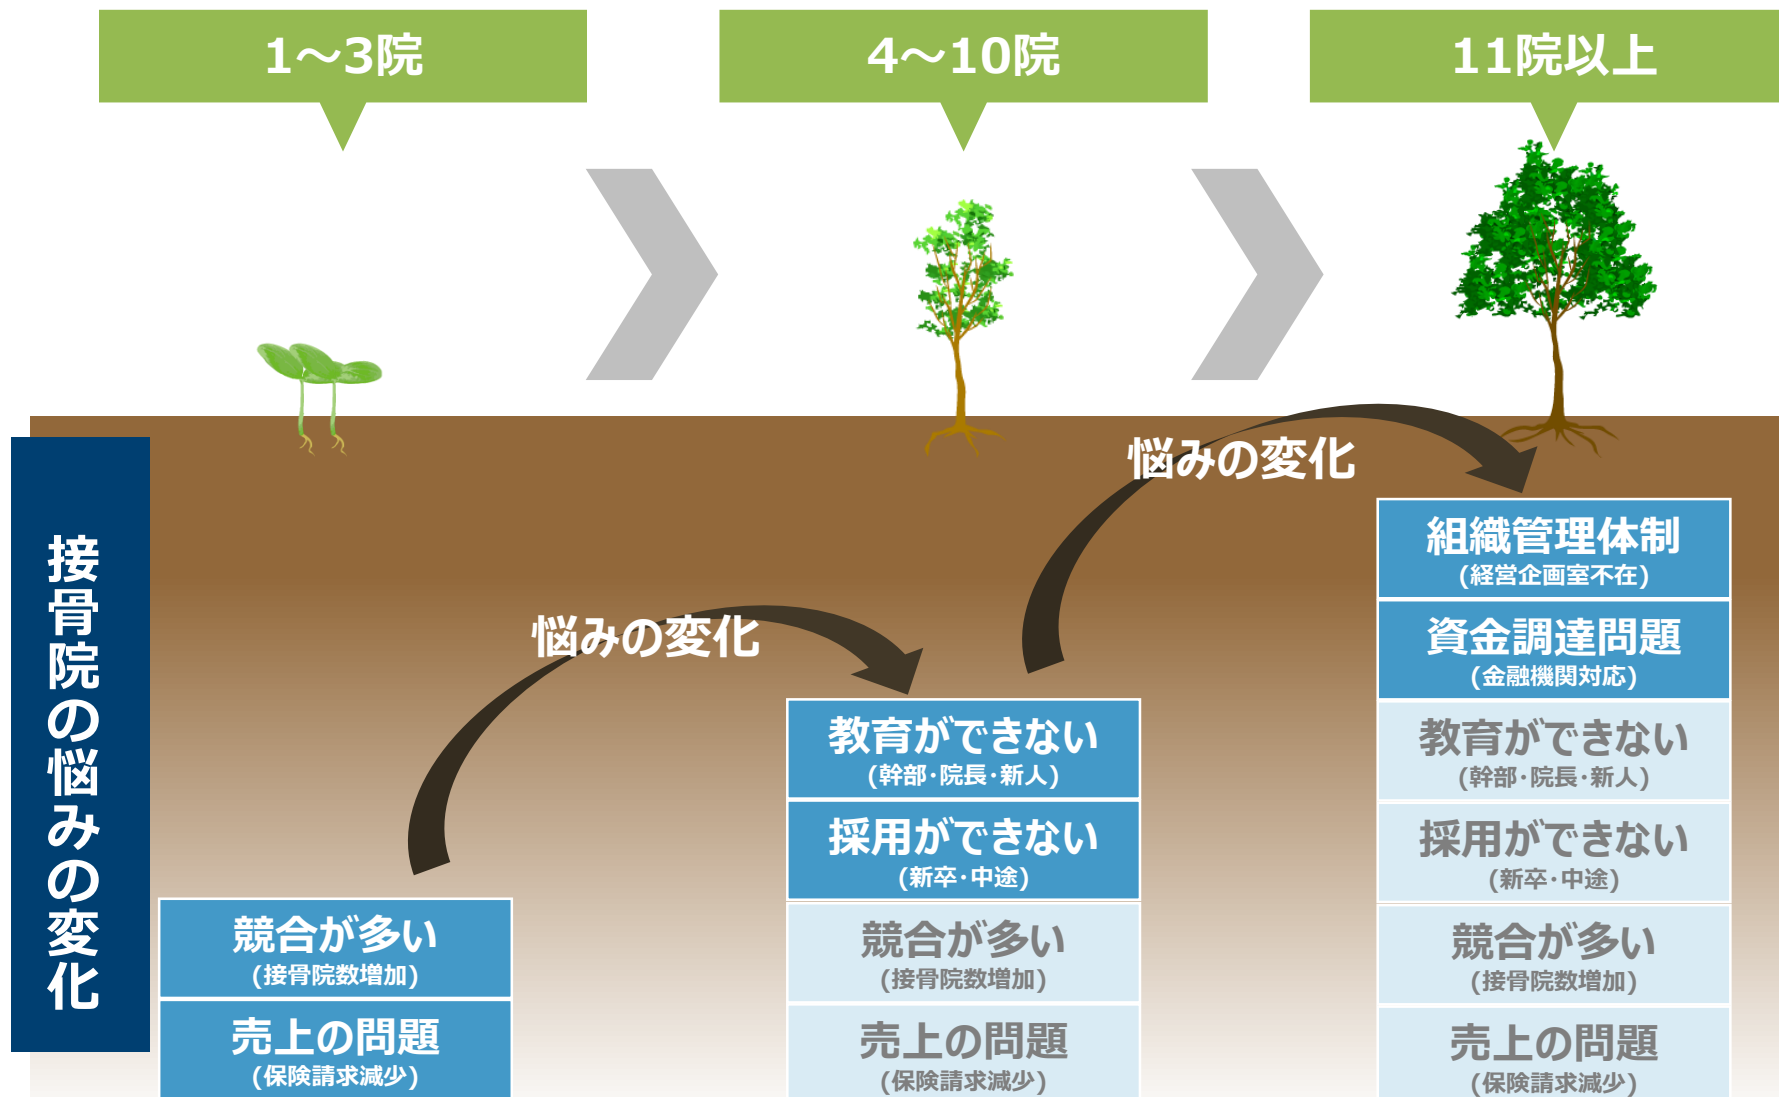 1～3院
4～10院
11院以上
接骨院の悩みの変化
悩みの変化
悩みの変化
競合が多い
(接骨院数増加)
売上の問題
(保険請求減少)
教育ができない
(幹部・院長・新人)
採用ができない
(新卒・中途)
競合が多い
(接骨院数増加)
売上の問題
(保険請求減少)
組織管理体制
(経営企画室不在)
資金調達問題
(金融機関対応)
教育ができない
(幹部・院長・新人)
採用ができない
(新卒・中途)
競合が多い
(接骨院数増加)
売上の問題
(保険請求減少)